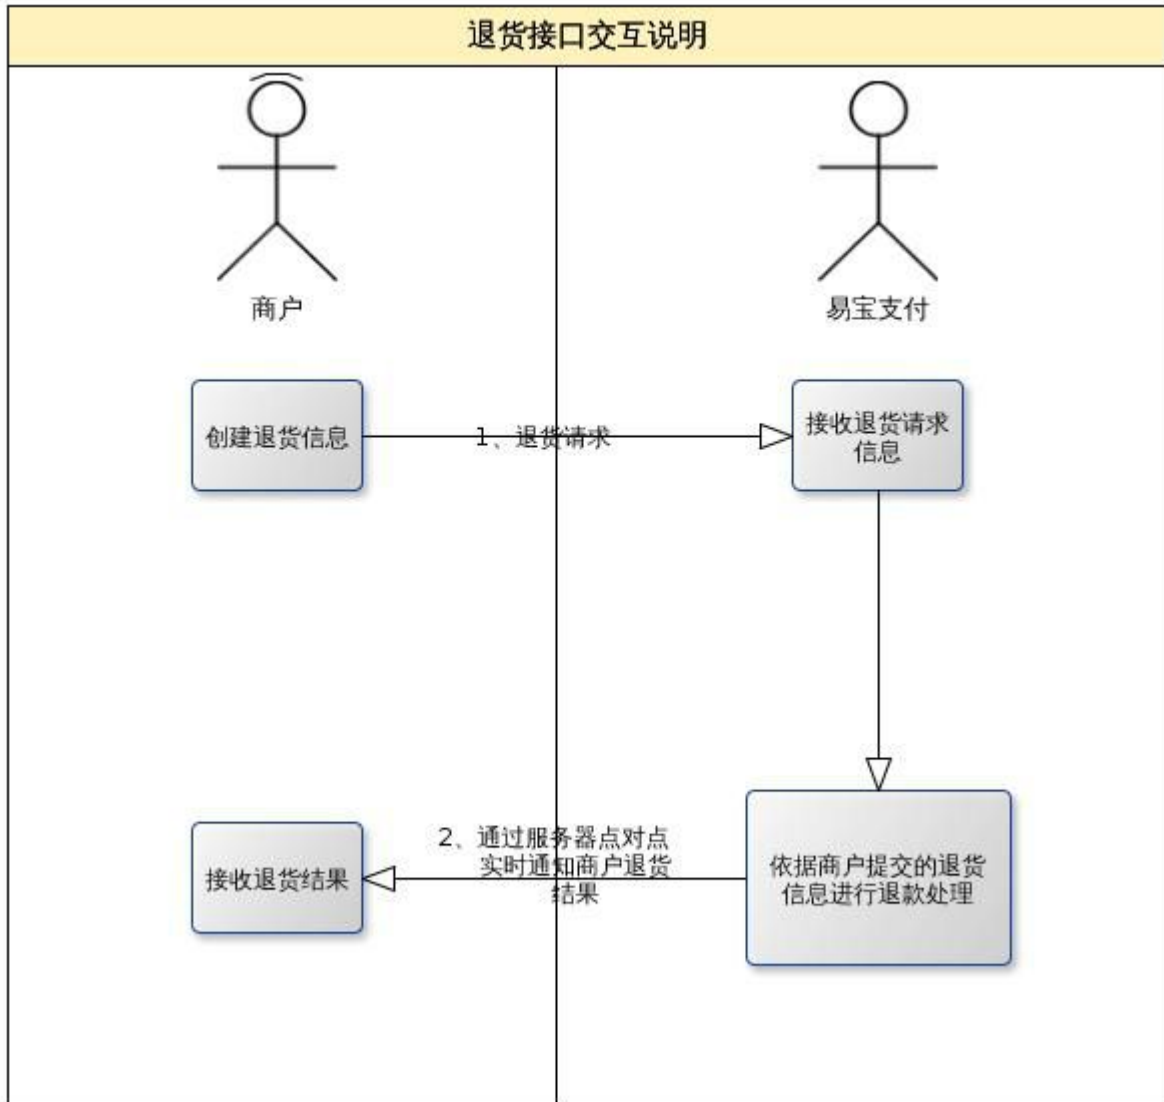 退货接口交互说明
商户
易宝支付
创建退货信息
1、退货请求
接收退货请求
信息
接收退货结果
2、通过服务器点对点
实时通知商户退货
结果
依据商户提交的退货
信息进行退款处理